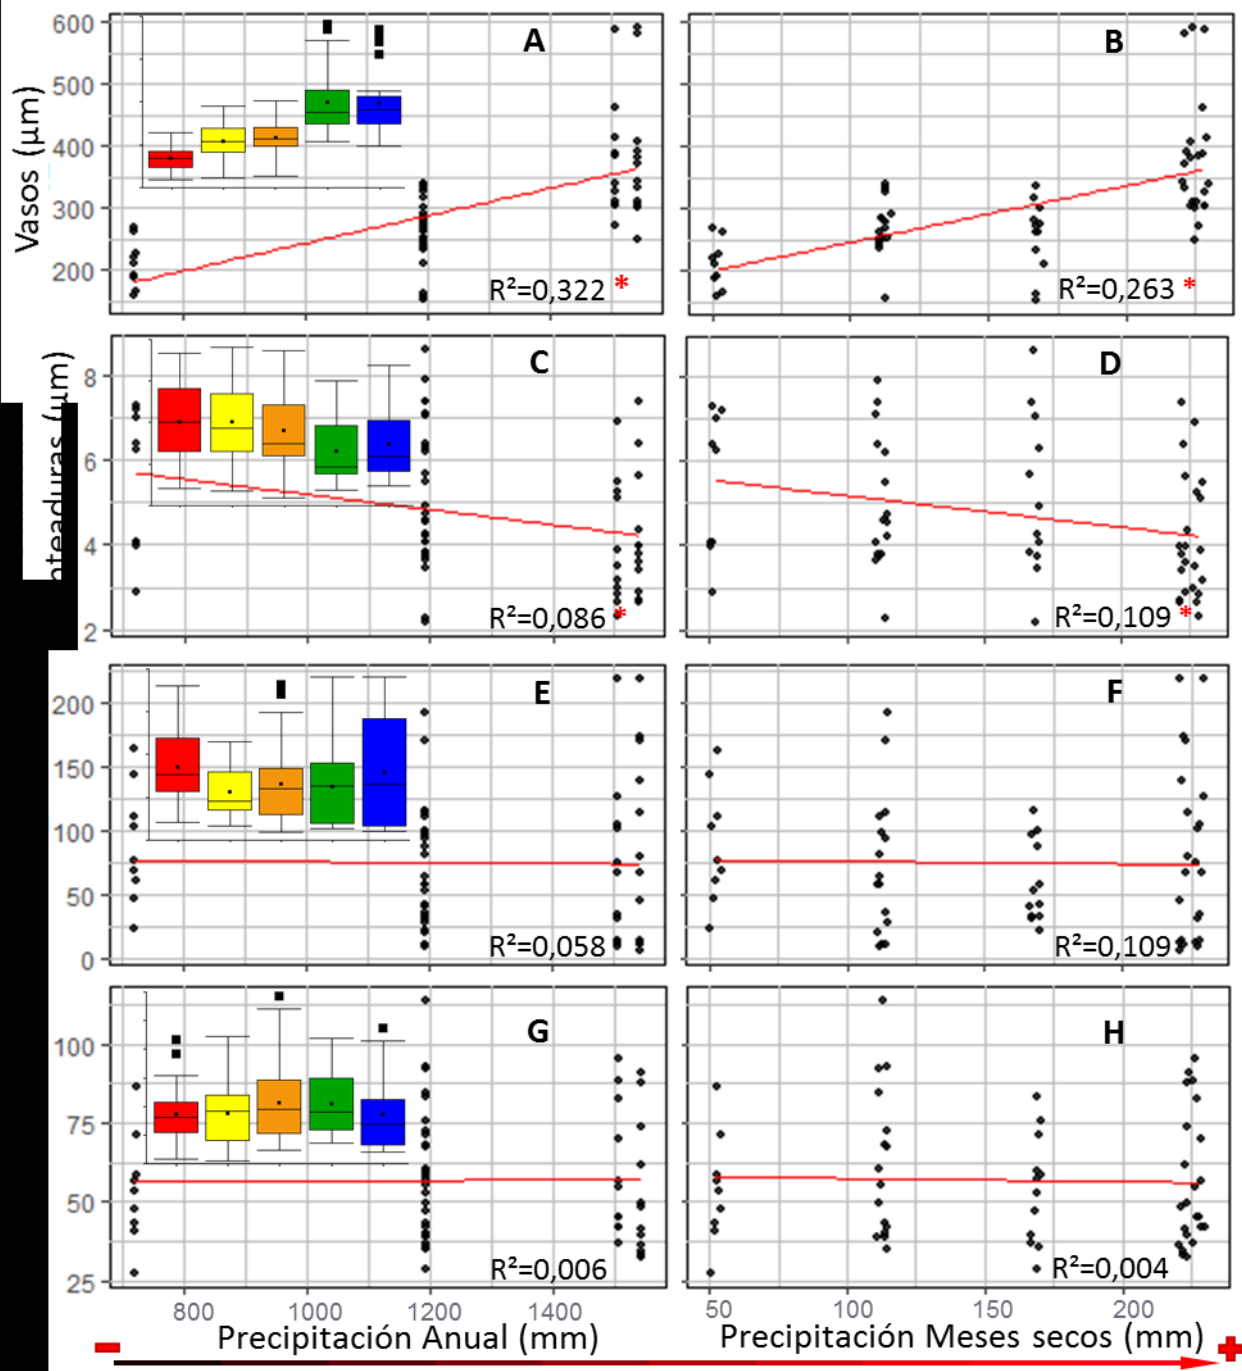 600
500
400
300
200
Vasos (µm)
A
R²=0,322 *
B
R²=0,263 *
8
6
4
2
C
R²=0,086 *
D
R²=0,109 *
200
150
100
50
0
E
R²=0,058
F
R²=0,109
100
75
50
25
G
R²=0,006
H
R²=0,004
800 1000 1200 1400
50 100 150 200
Precipitación Anual (mm)
Precipitación Meses secos (mm)